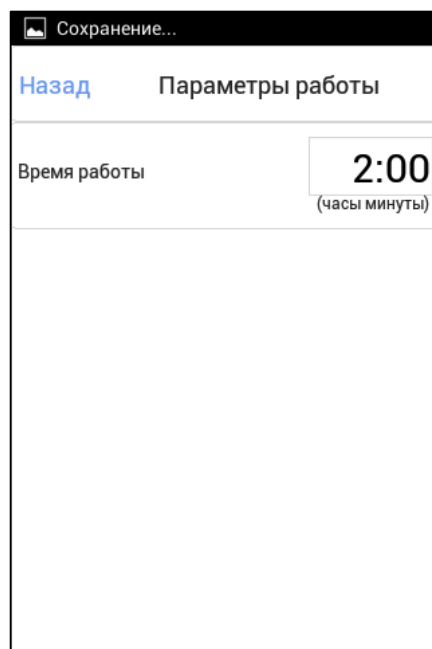 Сохранение...
Назад Параметры работы
Время работы 2:00
(часы минуты)